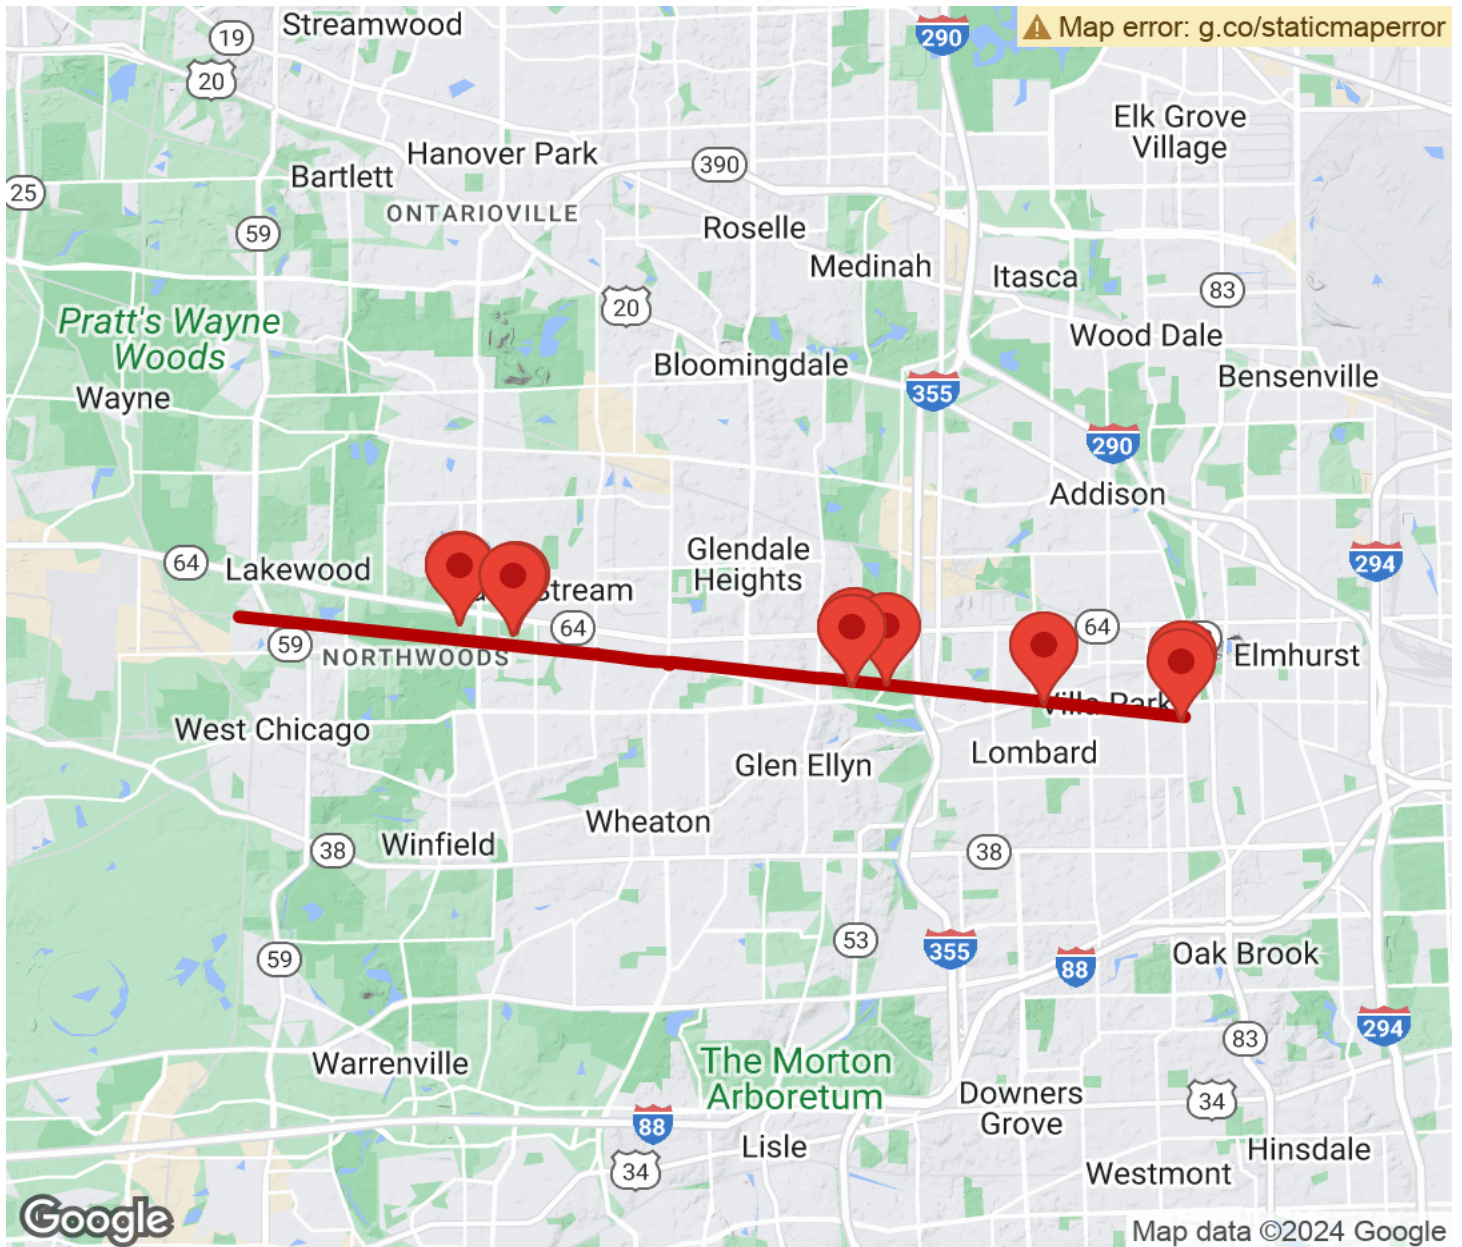 Streamwood
19
290
⚠ Map error: g.co/staticmaperror
20
Elk Grove
Village
Hanover Park
390
Bartlett
25
ONTARIOVILLE
59
Roselle
Medinah
Itasca
83
20
Pratt's Wayne
Woods
Wood Dale
Bloomingdale
Bensenville
Wayne
355
290
Addison
Glendale
Heights
64
Lakewood
294
Stream
64
64
59
NORTHWOODS
Elmhurst
Villa Park
West Chicago
Lombard
Glen Ellyn
Wheaton
38
Winfield
38
53
355
Oak Brook
59
88
294
83
The Morton
Arboretum
Warrenville
Downers
Grove
34
88
Lisle
Hinsdale
34
Westmont
Google
Map data ©2024 Google